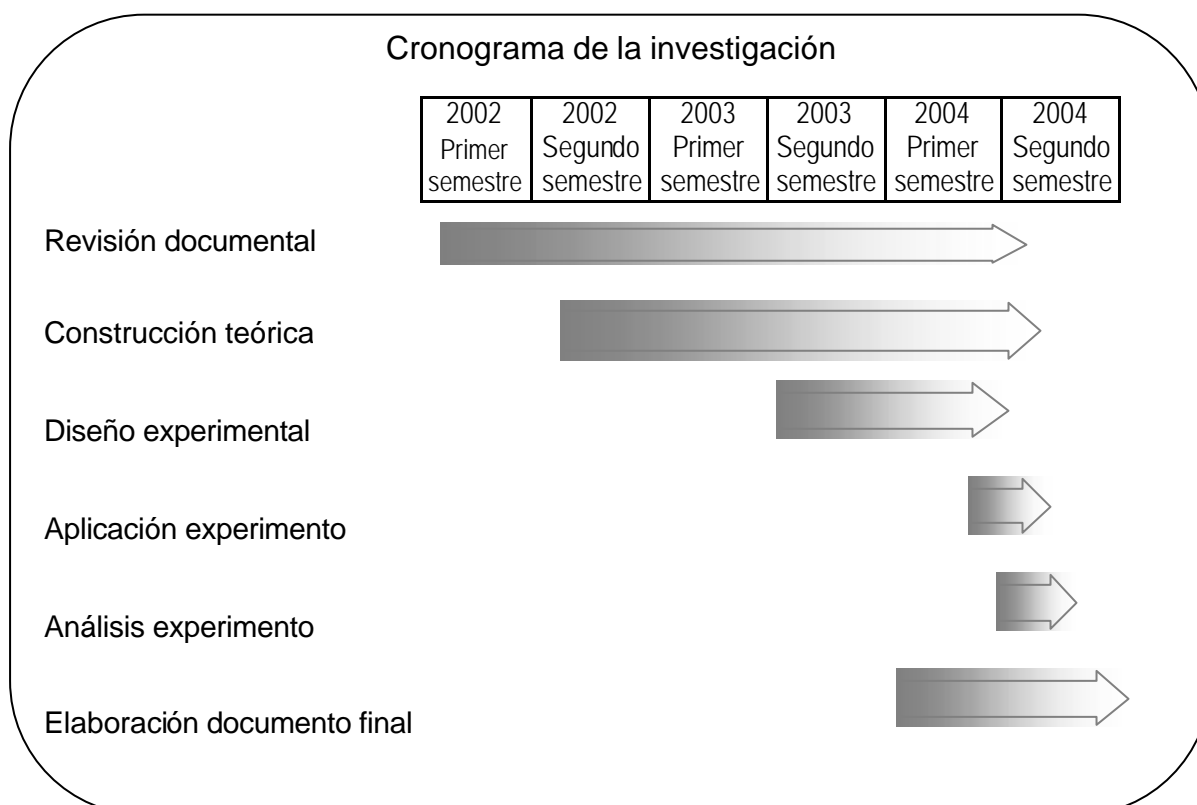 Cronograma de la investigación
2002 2002 2003 2003 2004 2004
Primer Segundo Primer Segundo Primer Segundo
semestre semestre semestre semestre semestre semestre
Revisión documental
Construcción teórica
Diseño experimental
Aplicación experimento
Análisis experimento
Elaboración documento final